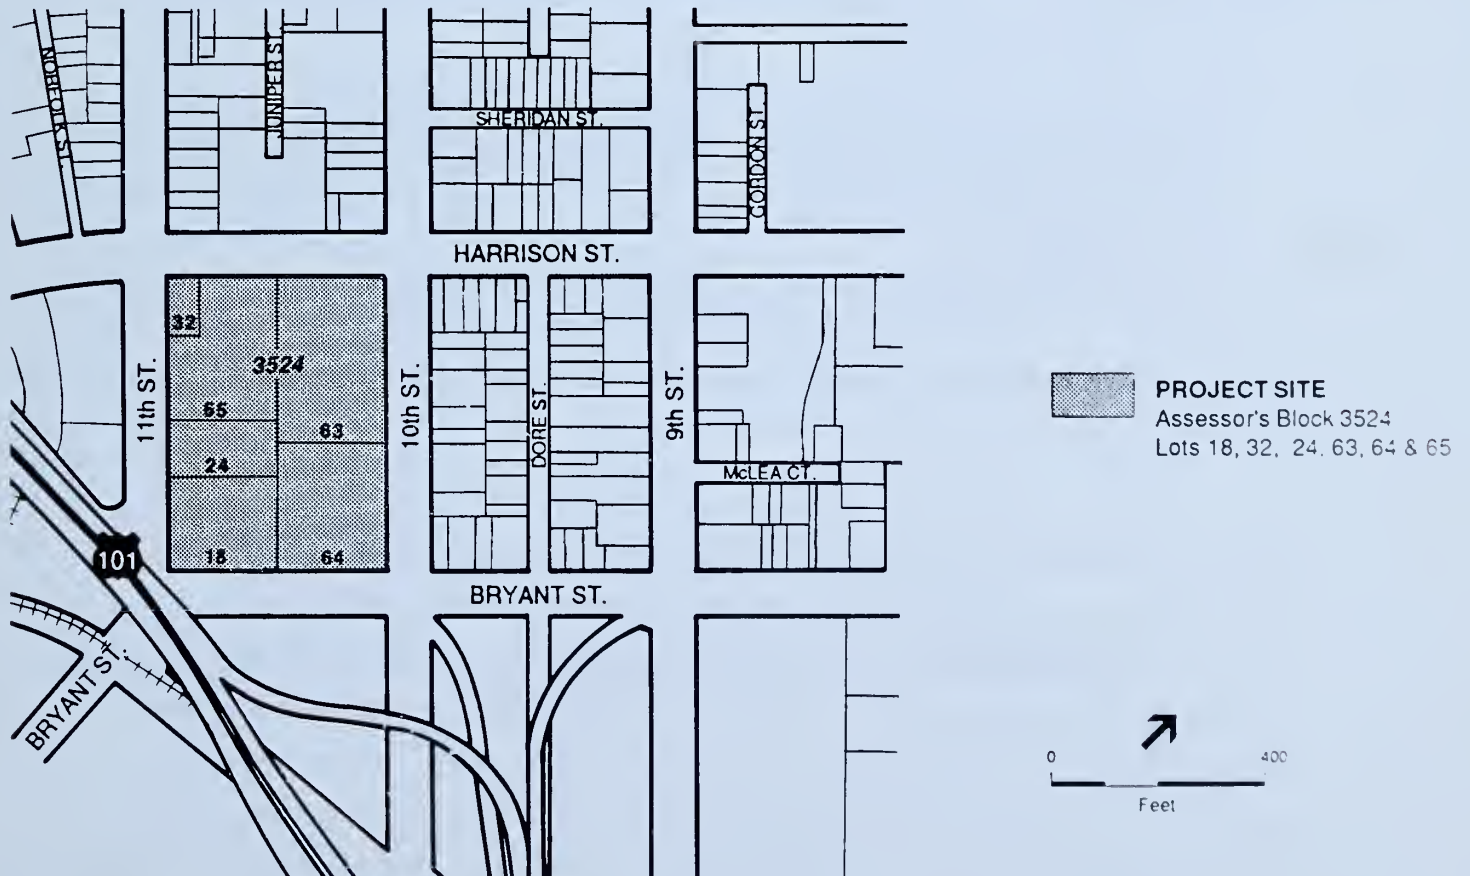 NORFOLK ST.
JUNIPER ST.
SHERIDAN ST.
GORDON ST.
HARRISON ST.
32
3524
11th ST.
10th ST.
DORE ST.
9th ST.
65
63
24
McLEA CT.
18
64
101
BRYANT ST.
BRYANT ST.
PROJECT SITE
Assessor's Block 3524
Lots 18, 32, 24. 63, 64 & 65
0 400
Feet